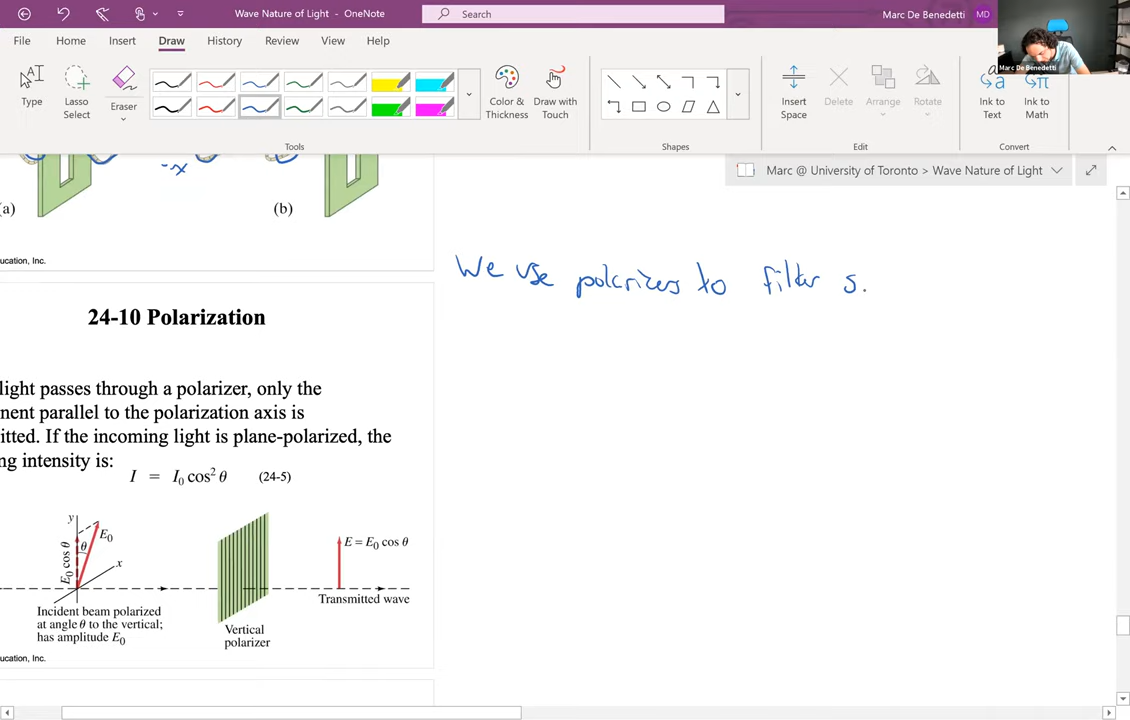 Wave Nature of Light - OneNote
Search
Marc De Benedetti
MD
Marc De Benedetti
File Home Insert Draw History Review View Help
Type
Lasso Select
Eraser
Color & Thickness
Draw with Touch
Insert Space
Delete
Arrange
Rotate
Ink to Text
Ink to Math
Tools
Shapes
Edit
Convert
Marc @ University of Toronto > Wave Nature of Light
-x
(a)
(b)
ucation, Inc.
We use polarizers to filter s.
24-10 Polarization
light passes through a polarizer, only the
nent parallel to the polarization axis is
itted. If the incoming light is plane-polarized, the
ng intensity is:
I = I₀ cos² θ (24-5)
y
E₀
θ
x
E₀ cos θ
E = E₀ cos θ
Incident beam polarized
at angle θ to the vertical;
has amplitude E₀
Vertical
polarizer
Transmitted wave
ucation, Inc.